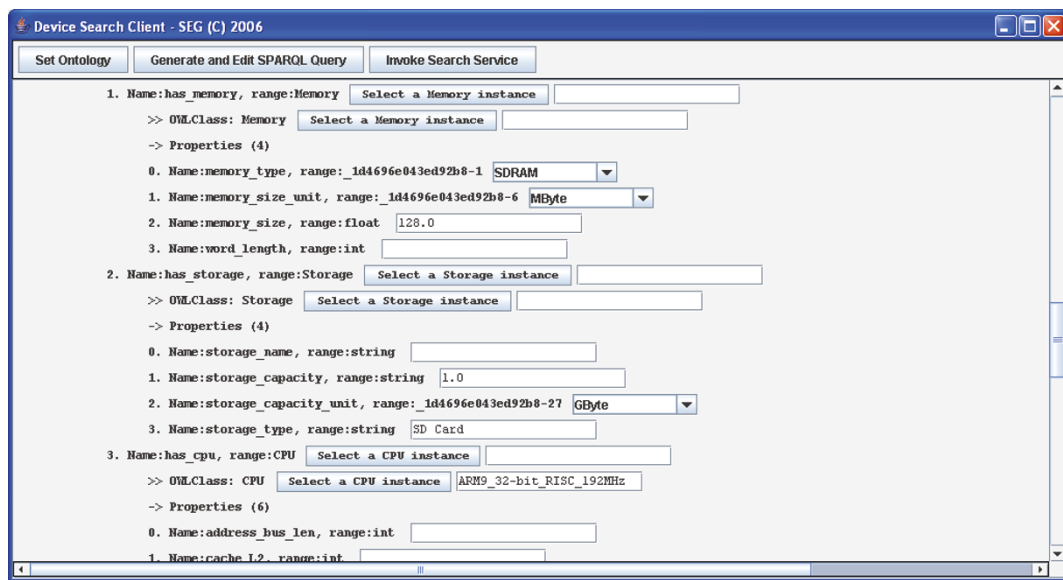 Device Search Client - SEG (C) 2006
Set Ontology Generate and Edit SPARQL Query Invoke Search Service
1. Name:has_memory, range:Memory Select a Memory instance
>> OWLClass: Memory Select a Memory instance
-> Properties (4)
0. Name:memory_type, range:_1d4696e043ed92b8-1 SDRAM
1. Name:memory_size_unit, range:_1d4696e043ed92b8-6 MByte
2. Name:memory_size, range:float 128.0
3. Name:word_length, range:int
2. Name:has_storage, range:Storage Select a Storage instance
>> OWLClass: Storage Select a Storage instance
-> Properties (4)
0. Name:storage_name, range:string
1. Name:storage_capacity, range:string 1.0
2. Name:storage_capacity_unit, range:_1d4696e043ed92b8-27 GByte
3. Name:storage_type, range:string SD Card
3. Name:has_cpu, range:CPU Select a CPU instance
>> OWLClass: CPU Select a CPU instance ARM9_32-bit_RISC_192MHz
-> Properties (6)
0. Name:address_bus_len, range:int
1. Name:cache_L2, range:int